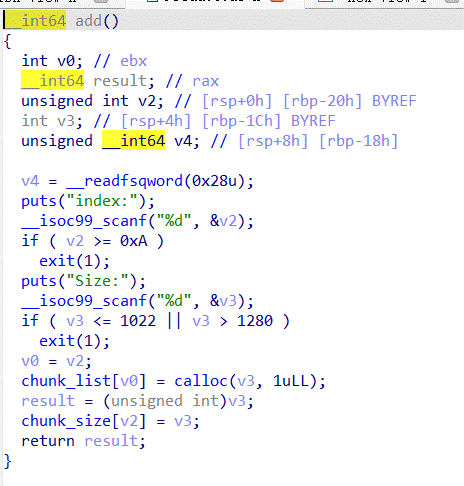 __int64 add()
{
int v0; // ebx
__int64 result; // rax
unsigned int v2; // [rsp+0h] [rbp-20h] BYREF
int v3; // [rsp+4h] [rbp-1Ch] BYREF
unsigned __int64 v4; // [rsp+8h] [rbp-18h]
v4 = __readfsqword(0x28u);
puts("index:");
__isoc99_scanf("%d", &v2);
if ( v2 >= 0xA )
exit(1);
puts("Size:");
__isoc99_scanf("%d", &v3);
if ( v3 <= 1022 || v3 > 1280 )
exit(1);
v0 = v2;
chunk_list[v0] = calloc(v3, 1uLL);
result = (unsigned int)v3;
chunk_size[v2] = v3;
return result;
}